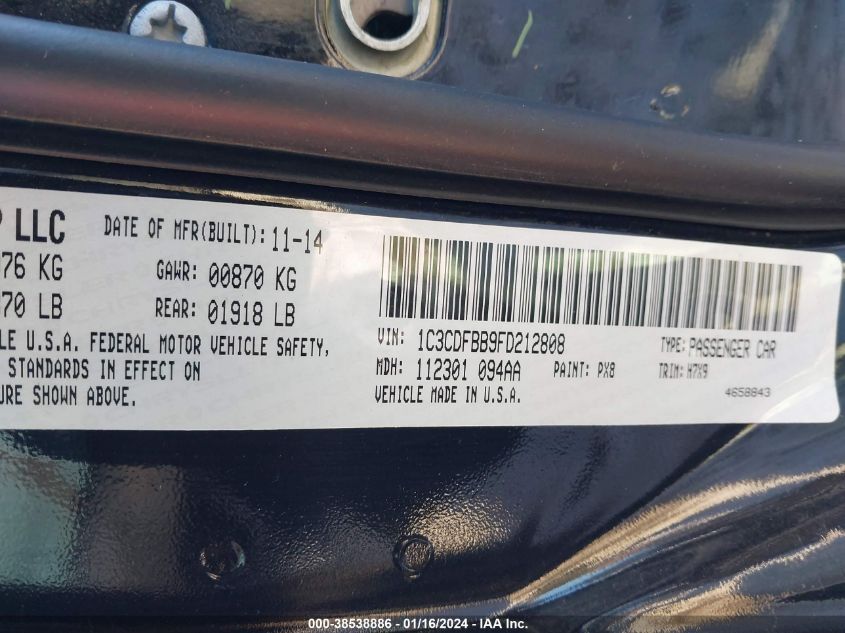 LLC DATE OF MFR(BUILT): 11-14
76 KG GAWR: 00870 KG
70 LB REAR: 01918 LB
LE U.S.A. FEDERAL MOTOR VEHICLE SAFETY,
STANDARDS IN EFFECT ON
URE SHOWN ABOVE.
VIN: 1C3CDFBB9FD212808 TYPE: PASSENGER CAR
MDH: 112301 094AA PAINT: PX8 TRIM: H7X9
VEHICLE MADE IN U.S.A. 4658843
000-38538886 - 01/16/2024 - IAA Inc.